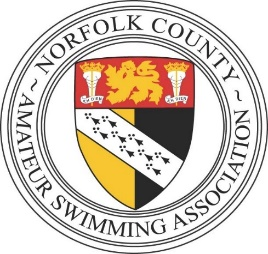 ~ NORFOLK COUNTY ~
AMATEUR SWIMMING ASSOCIATION